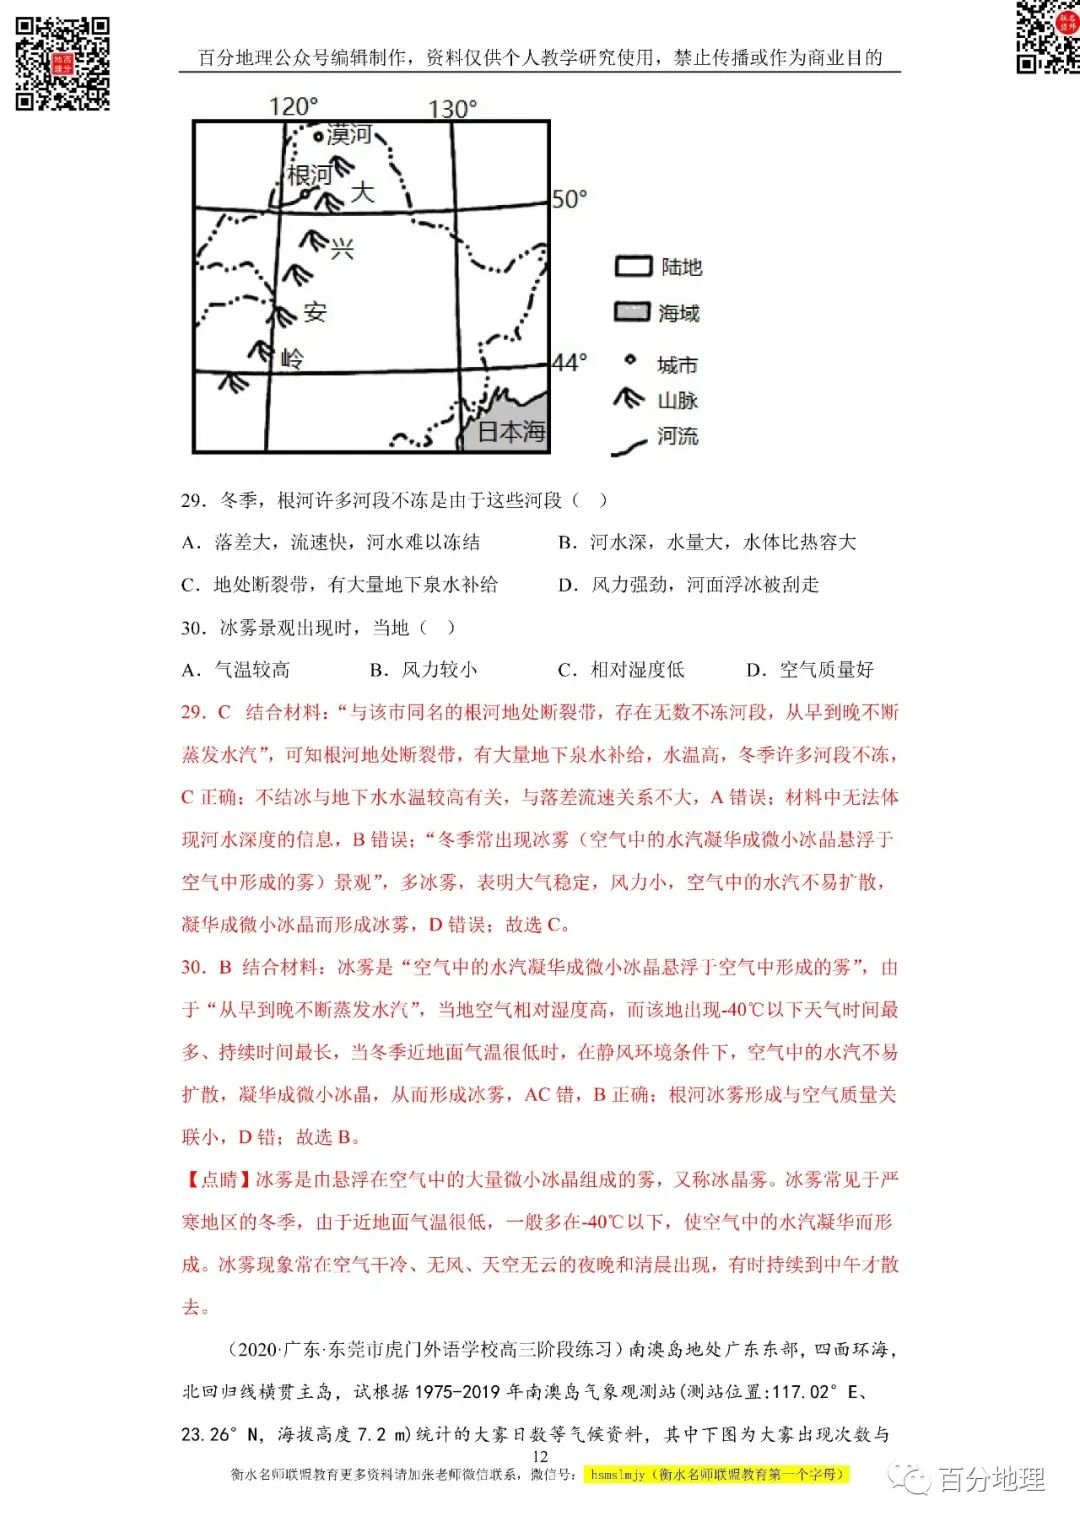 百分地理公众号编辑制作，资料仅供个人教学研究使用，禁止传播或作为商业目的
地百
理分
联名
盟师
120°
130°
漠河
根河
大
50°
兴
安
岭
44°
日本海
陆地
海域
城市
山脉
河流
29．冬季，根河许多河段不冻是由于这些河段（　）
A．落差大，流速快，河水难以冻结　B．河水深，水量大，水体比热容大
C．地处断裂带，有大量地下泉水补给　D．风力强劲，河面浮冰被刮走
30．冰雾景观出现时，当地（　）
A．气温较高　B．风力较小　C．相对湿度低　D．空气质量好
29．C 结合材料：“与该市同名的根河地处断裂带，存在无数不冻河段，从早到晚不断
蒸发水汽”，可知根河地处断裂带，有大量地下泉水补给，水温高，冬季许多河段不冻，
C 正确；不结冰与地下水水温较高有关，与落差流速关系不大，A 错误；材料中无法体
现河水深度的信息，B 错误；“冬季常出现冰雾（空气中的水汽凝华成微小冰晶悬浮于
空气中形成的雾）景观”，多冰雾，表明大气稳定，风力小，空气中的水汽不易扩散，
凝华成微小冰晶而形成冰雾，D 错误；故选 C。
30．B 结合材料：冰雾是“空气中的水汽凝华成微小冰晶悬浮于空气中形成的雾”，由
于“从早到晚不断蒸发水汽”，当地空气相对湿度高，而该地出现-40℃以下天气时间最
多、持续时间最长，当冬季近地面气温很低时，在静风环境条件下，空气中的水汽不易
扩散，凝华成微小冰晶，从而形成冰雾，AC 错，B 正确；根河冰雾形成与空气质量关
联小，D 错；故选 B。
【点睛】冰雾是由悬浮在空气中的大量微小冰晶组成的雾，又称冰晶雾。冰雾常见于严
寒地区的冬季，由于近地面气温很低，一般多在-40℃以下，使空气中的水汽凝华而形
成。冰雾现象常在空气干冷、无风、天空无云的夜晚和清晨出现，有时持续到中午才散
去。
（2020·广东·东莞市虎门外语学校高三阶段练习）南澳岛地处广东东部，四面环海，
北回归线横贯主岛，试根据 1975-2019 年南澳岛气象观测站(测站位置:117.02° E、
23.26° N，海拔高度 7.2 m)统计的大雾日数等气候资料，其中下图为大雾出现次数与
12
衡水名师联盟教育更多资料请加张老师微信联系，微信号： hsmslmjy（衡水名师联盟教育第一个字母）
百分地理